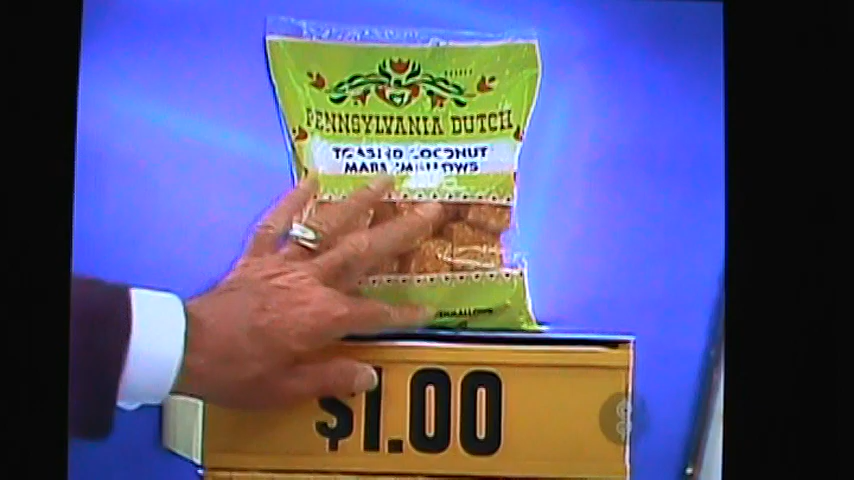 PENNSYLVANIA DUTCH
TOASTED COCONUT
MARSHMALLOWS
$1.00